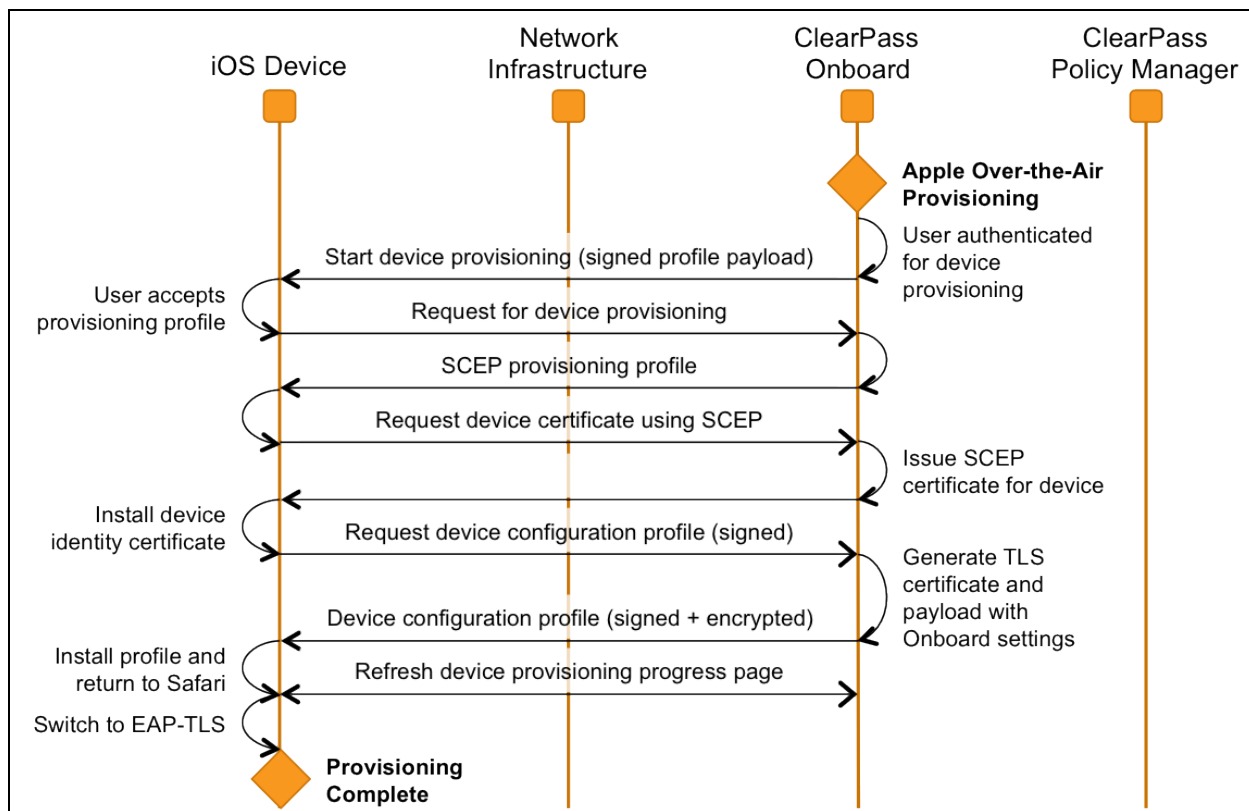 iOS Device
Network
Infrastructure
ClearPass
Onboard
ClearPass
Policy Manager
Apple Over-the-Air
Provisioning
User authenticated
for device
provisioning
Start device provisioning (signed profile payload)
User accepts
provisioning profile
Request for device provisioning
SCEP provisioning profile
Request device certificate using SCEP
Issue SCEP
certificate for device
Install device
identity certificate
Request device configuration profile (signed)
Generate TLS
certificate and
payload with
Onboard settings
Device configuration profile (signed + encrypted)
Install profile and
return to Safari
Refresh device provisioning progress page
Switch to EAP-TLS
Provisioning
Complete